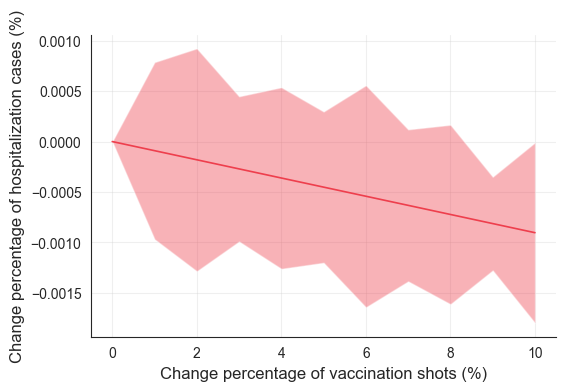 Change percentage of hospitalization cases (%)
0.0010
0.0005
0.0000
−0.0005
−0.0010
−0.0015
0 2 4 6 8 10
Change percentage of vaccination shots (%)